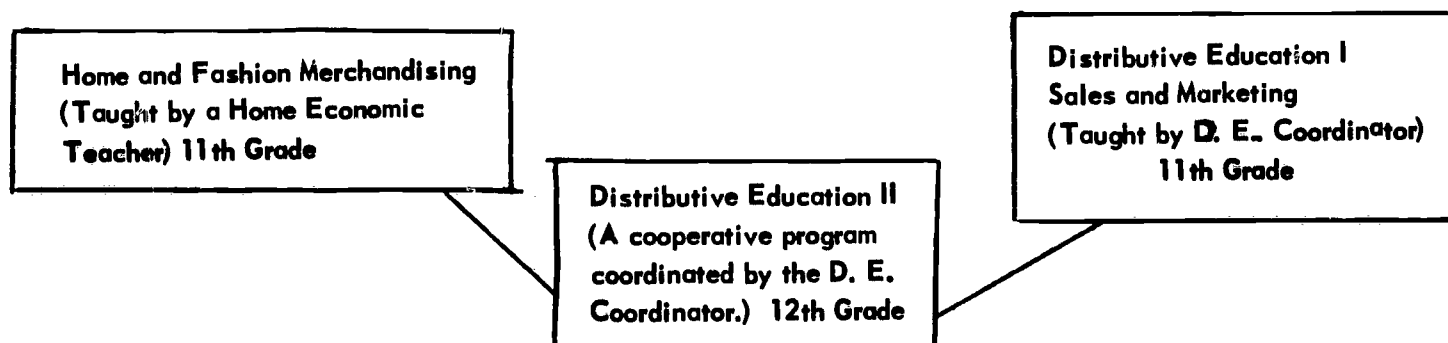 Home and Fashion Merchandising
(Taught by a Home Economic
Teacher) 11th Grade
Distributive Education I
Sales and Marketing
(Taught by D. E. Coordinator)
11th Grade
Distributive Education II
(A cooperative program
coordinated by the D. E.
Coordinator.) 12th Grade